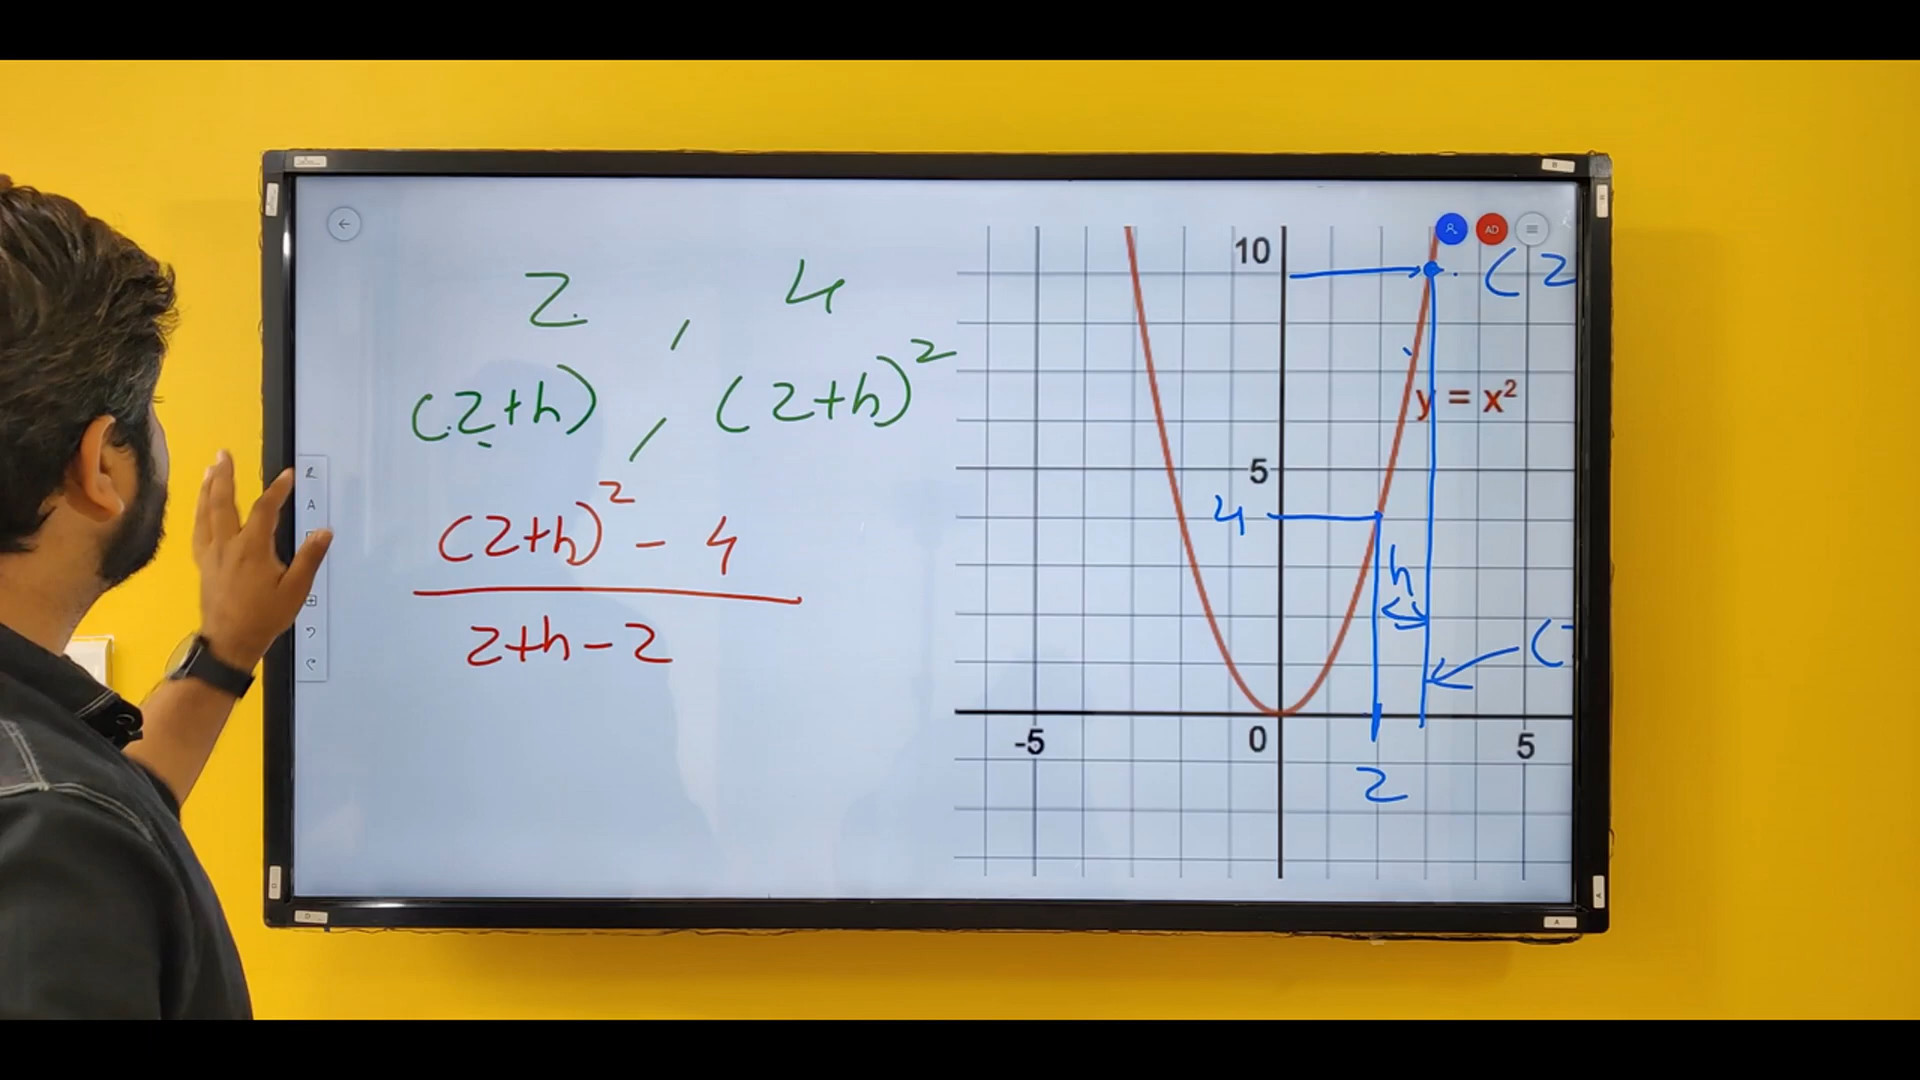 2 , 4
(2+h) , (2+h)²
(2+h)² - 4
2+h-2
10
AD
(2
y = x²
5
4
h
(
-5
0
5
2
A